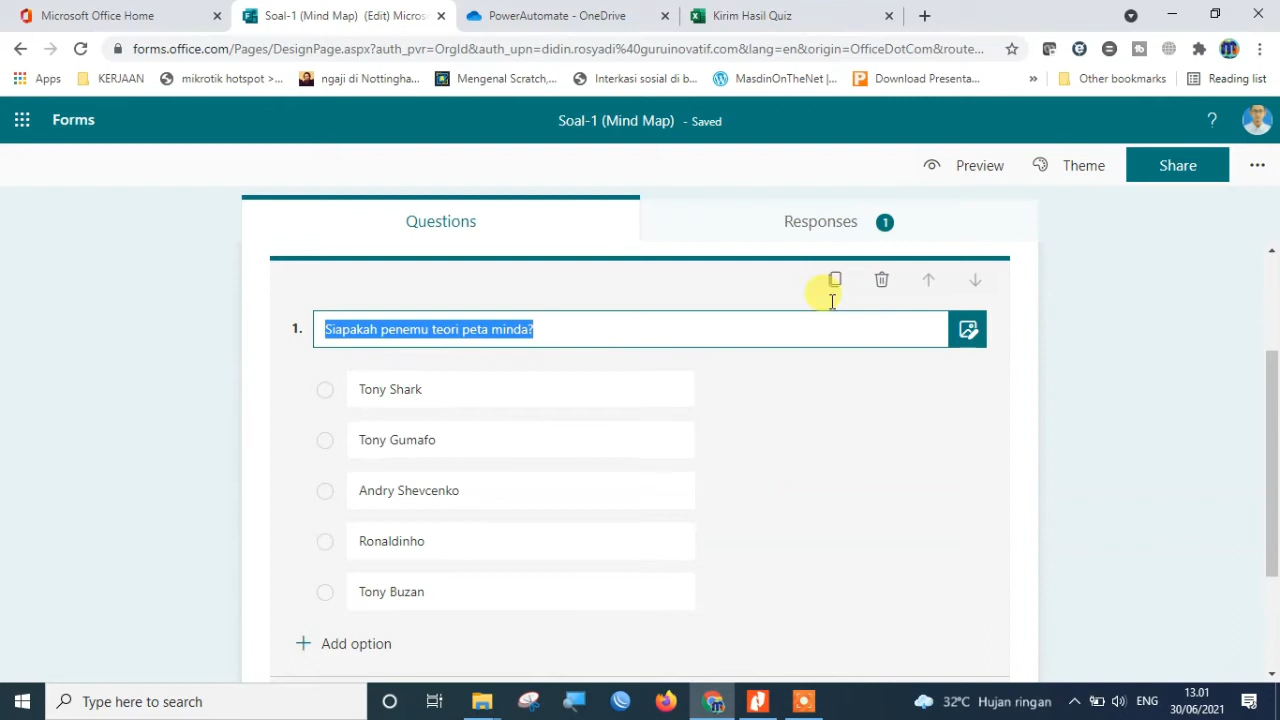 Microsoft Office Home
Soal-1 (Mind Map) (Edit) Micros
PowerAutomate - OneDrive
Kirim Hasil Quiz
forms.office.com/Pages/DesignPage.aspx?auth_pvr=OrgId&auth_upn=didin.rosyadi%40guruinovatif.com&lang=en&origin=OfficeDotCom&route...
Apps
KERJAAN
mikrotik hotspot >...
ngaji di Nottingha...
Mengenal Scratch,...
Interkasi sosial di b...
MasdinOnTheNet |...
Download Presenta...
»
Other bookmarks
Reading list
Forms
Soal-1 (Mind Map) - Saved
?
Preview
Theme
Share
Questions
Responses 1
1. Siapakah penemu teori peta minda?
Tony Shark
Tony Gumafo
Andry Shevcenko
Ronaldinho
Tony Buzan
+ Add option
Type here to search
32°C Hujan ringan
ENG
13.01
30/06/2021